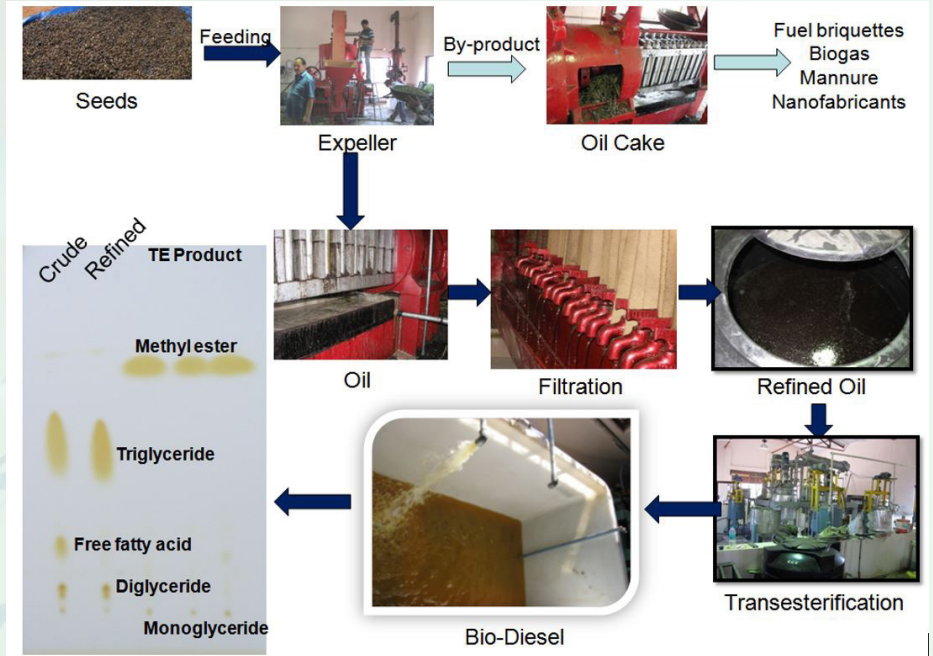 Feeding
Seeds
Expeller
By-product
Oil Cake
Fuel briquettes
Biogas
Mannure
Nanofabricants
Oil
Filtration
Refined Oil
Transesterification
Bio-Diesel
Crude
Refined
TE Product
Methyl ester
Triglyceride
Free fatty acid
Diglyceride
Monoglyceride